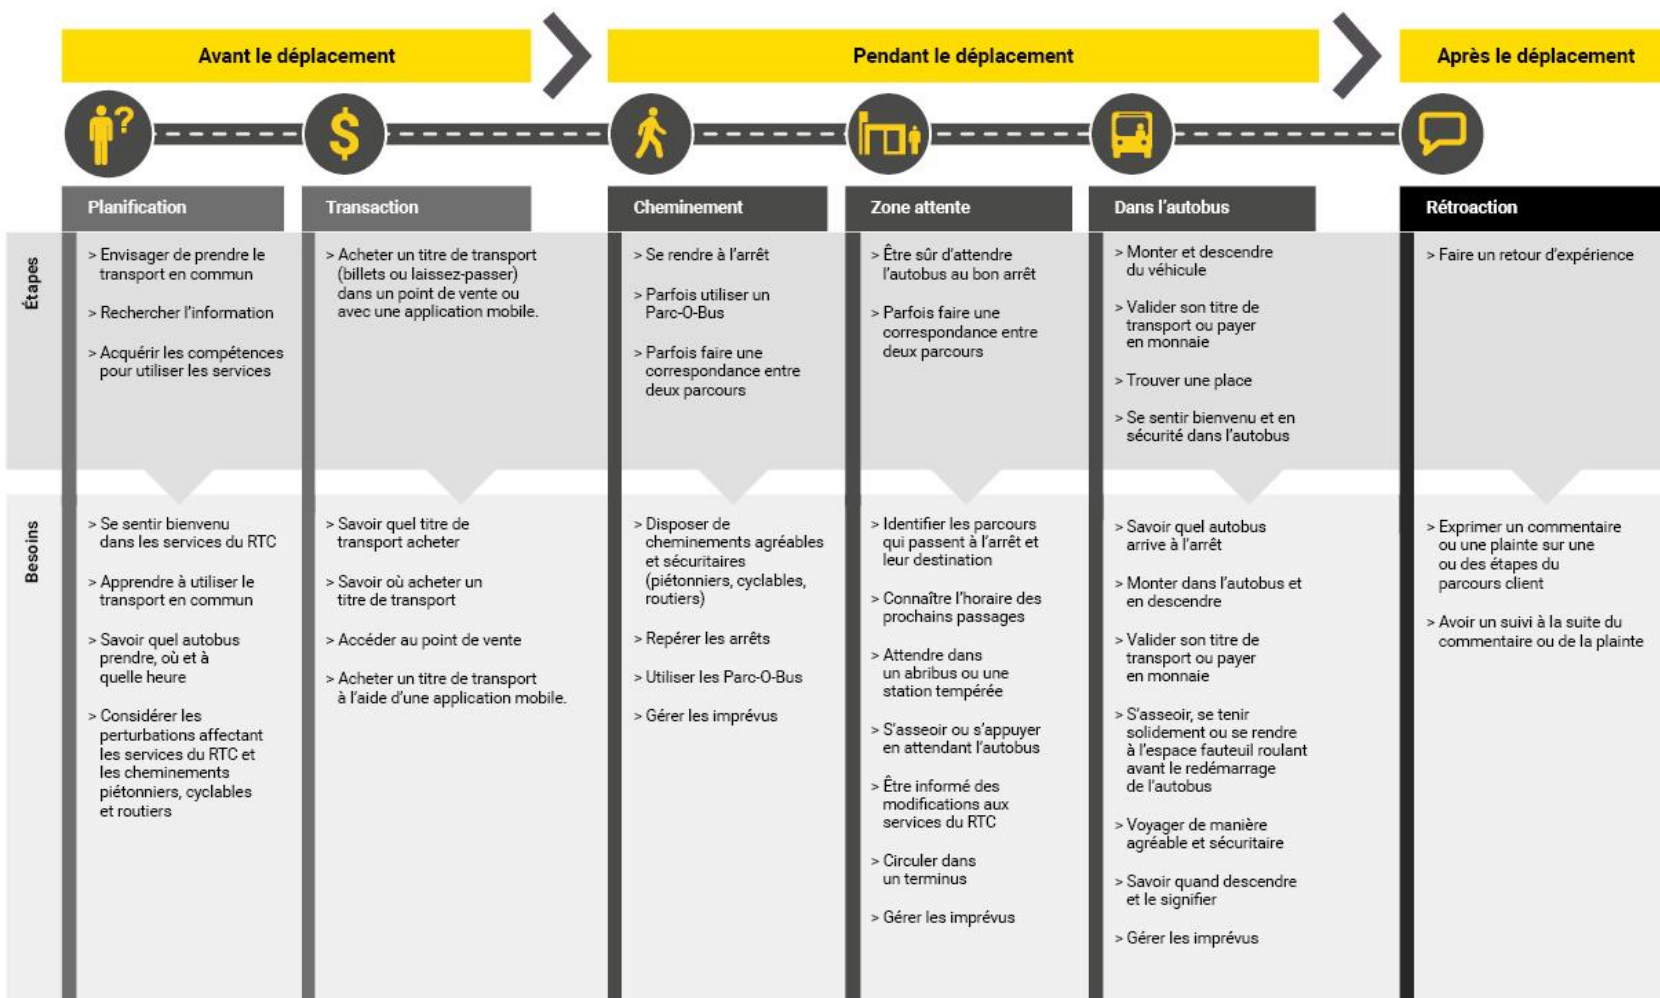 Avant le déplacement
Pendant le déplacement
Après le déplacement
?
$
Planification
Transaction
Cheminement
Zone attente
Dans l'autobus
Rétroaction
Étapes
> Envisager de prendre le
transport en commun
> Rechercher l'information
> Acquérir les compétences
pour utiliser les services
> Acheter un titre de transport
(billets ou laissez-passer)
dans un point de vente ou
avec une application mobile.
> Se rendre à l'arrêt
> Parfois utiliser un
Parc-O-Bus
> Parfois faire une
correspondance entre
deux parcours
> Être sûr d'attendre
l'autobus au bon arrêt
> Parfois faire une
correspondance entre
deux parcours
> Monter et descendre
du véhicule
> Valider son titre de
transport ou payer
en monnaie
> Trouver une place
> Se sentir bienvenu et en
sécurité dans l'autobus
> Faire un retour d'expérience
Besoins
> Se sentir bienvenu
dans les services du RTC
> Apprendre à utiliser le
transport en commun
> Savoir quel autobus
prendre, où et à
quelle heure
> Considérer les
perturbations affectant
les services du RTC et
les cheminements
piétonniers, cyclables
et routiers
> Savoir quel titre de
transport acheter
> Savoir où acheter un
titre de transport
> Accéder au point de vente
> Acheter un titre de transport
à l'aide d'une application mobile.
> Disposer de
cheminements agréables
et sécuritaires
(piétonniers, cyclables,
routiers)
> Repérer les arrêts
> Utiliser les Parc-O-Bus
> Gérer les imprévus
> Identifier les parcours
qui passent à l'arrêt et
leur destination
> Connaître l'horaire des
prochains passages
> Attendre dans
un abribus ou une
station tempérée
> S'asseoir ou s'appuyer
en attendant l'autobus
> Être informé des
modifications aux
services du RTC
> Circuler dans
un terminus
> Gérer les imprévus
> Savoir quel autobus
arrive à l'arrêt
> Monter dans l'autobus et
en descendre
> Valider son titre de
transport ou payer
en monnaie
> S'asseoir, se tenir
solidement ou se rendre
à l'espace fauteuil roulant
avant le redémarrage
de l'autobus
> Voyager de manière
agréable et sécuritaire
> Savoir quand descendre
et le signifier
> Gérer les imprévus
> Exprimer un commentaire
ou une plainte sur une
ou des étapes du
parcours client
> Avoir un suivi à la suite du
commentaire ou de la plainte